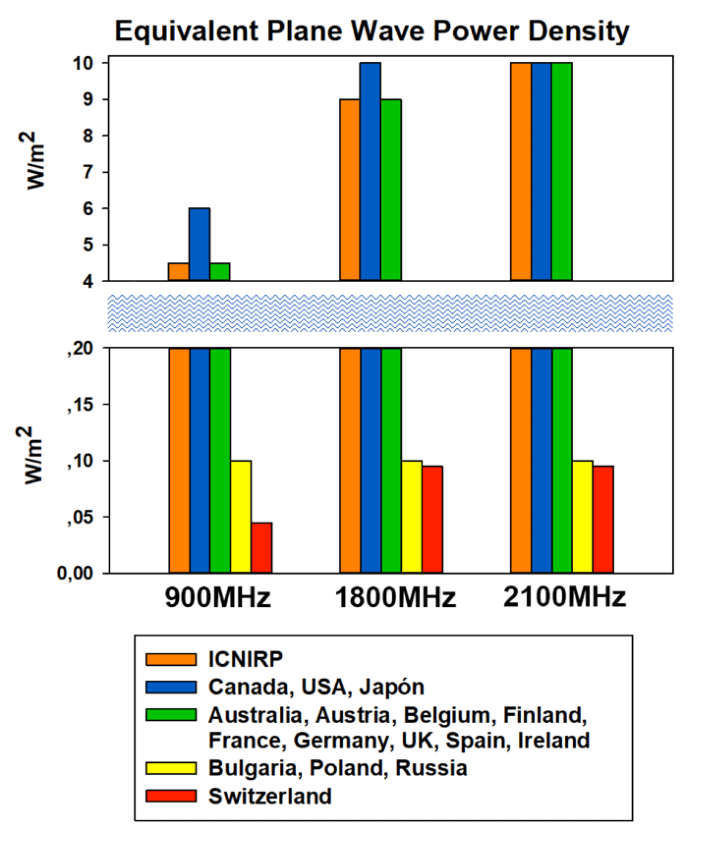 Equivalent Plane Wave Power Density
10
9
8
7
6
5
4
W/m2
,20
,15
,10
,05
0,00
W/m2
900MHz 1800MHz 2100MHz
ICNIRP
Canada, USA, Japón
Australia, Austria, Belgium, Finland,
France, Germany, UK, Spain, Ireland
Bulgaria, Poland, Russia
Switzerland